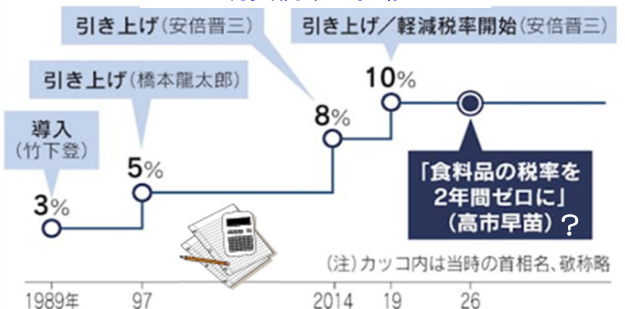 引き上げ(安倍晋三)
引き上げ/軽減税率開始(安倍晋三)
引き上げ(橋本龍太郎)
導入
(竹下登)
3%
5%
8%
10%
「食料品の税率を
2年間ゼロに」
(高市早苗)?
(注)カッコ内は当時の首相名、敬称略
1989年
97
2014
19
26